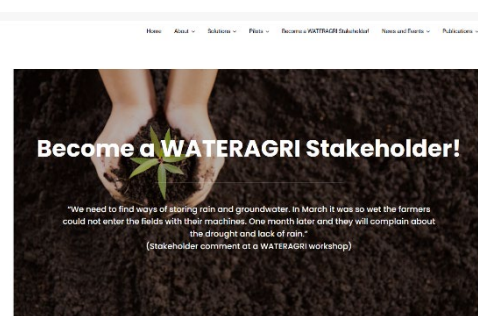 Home About Solutions Pilots Become a WATERAGRI Stakeholder! News and Events Publications
Become a WATERAGRI Stakeholder!
"We need to find ways of storing rain and groundwater. In March it was so wet the farmers
could not enter the fields with their machines. One month later and they will complain about
the drought and lack of rain."
(Stakeholder comment at a WATERAGRI workshop)